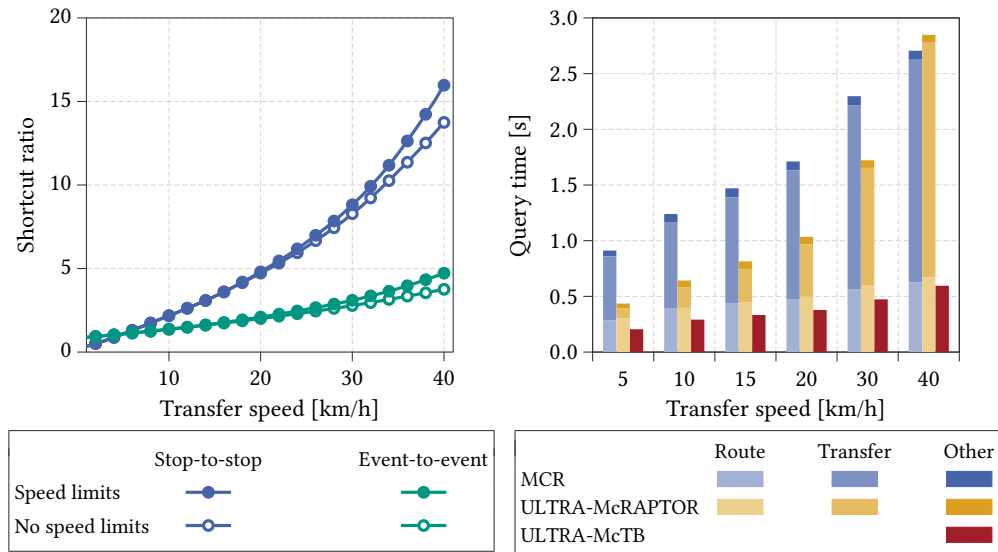 20
15
10
5
0
Shortcut ratio
10 20 30 40
Transfer speed [km/h]
3.0
2.5
2.0
1.5
1.0
0.5
0.0
Query time [s]
5 10 15 20 30 40
Transfer speed [km/h]
Stop-to-stop Event-to-event
Speed limits
No speed limits
Route Transfer Other
MCR
ULTRA-McRAPTOR
ULTRA-McTB